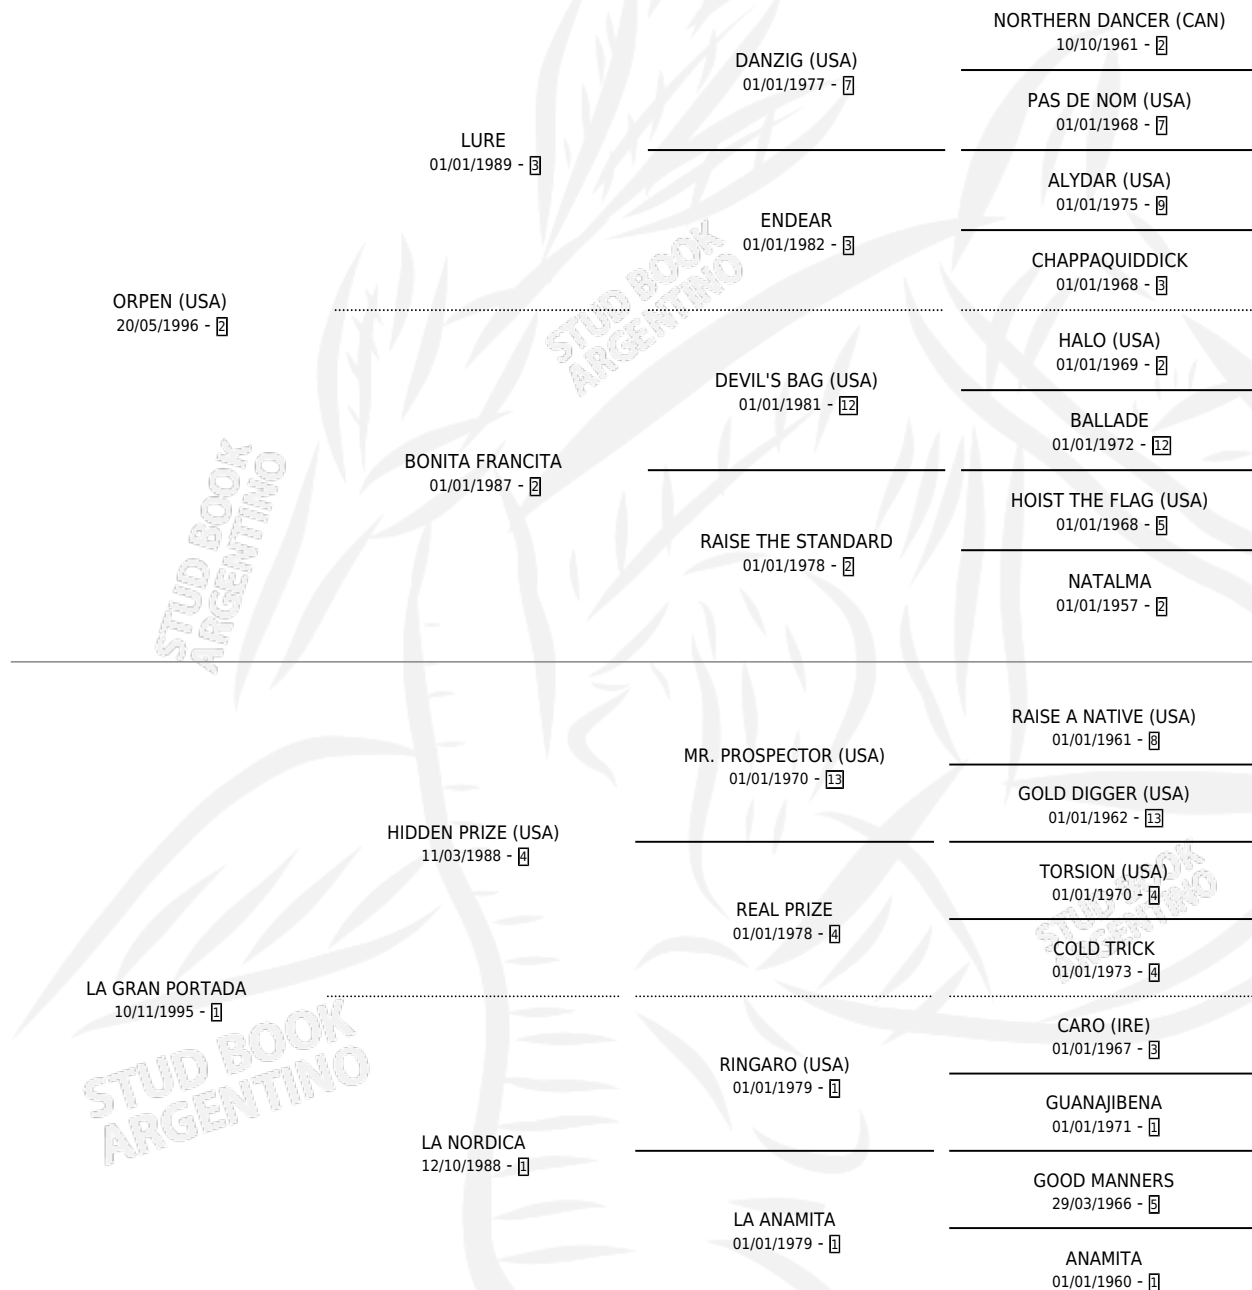 NORTHERN DANCER (CAN)
10/10/1961 - 2
DANZIG (USA)
01/01/1977 - 7
PAS DE NOM (USA)
01/01/1968 - 7
LURE
01/01/1989 - 3
ALYDAR (USA)
01/01/1975 - 9
ENDEAR
01/01/1982 - 3
CHAPPAQUIDDICK
01/01/1968 - 3
ORPEN (USA)
20/05/1996 - 2
STUD BOOK
ARGENTINO
HALO (USA)
01/01/1969 - 2
DEVIL'S BAG (USA)
01/01/1981 - 12
BALLADE
01/01/1972 - 12
BONITA FRANCITA
01/01/1987 - 2
HOIST THE FLAG (USA)
01/01/1968 - 5
RAISE THE STANDARD
01/01/1978 - 2
NATALMA
01/01/1957 - 2
STUD BOOK
ARGENTINO
RAISE A NATIVE (USA)
01/01/1961 - 8
MR. PROSPECTOR (USA)
01/01/1970 - 13
GOLD DIGGER (USA)
01/01/1962 - 13
HIDDEN PRIZE (USA)
11/03/1988 - 4
TORSION (USA)
01/01/1970 - 4
REAL PRIZE
01/01/1978 - 4
COLD TRICK
01/01/1973 - 4
STUD BOOK
ARGENTINO
LA GRAN PORTADA
10/11/1995 - 1
CARO (IRE)
01/01/1967 - 3
RINGARO (USA)
01/01/1979 - 1
GUANAJIBENA
01/01/1971 - 1
STUD BOOK
ARGENTINO
LA NORDICA
12/10/1988 - 1
GOOD MANNERS
29/03/1966 - 5
LA ANAMITA
01/01/1979 - 1
ANAMITA
01/01/1960 - 1